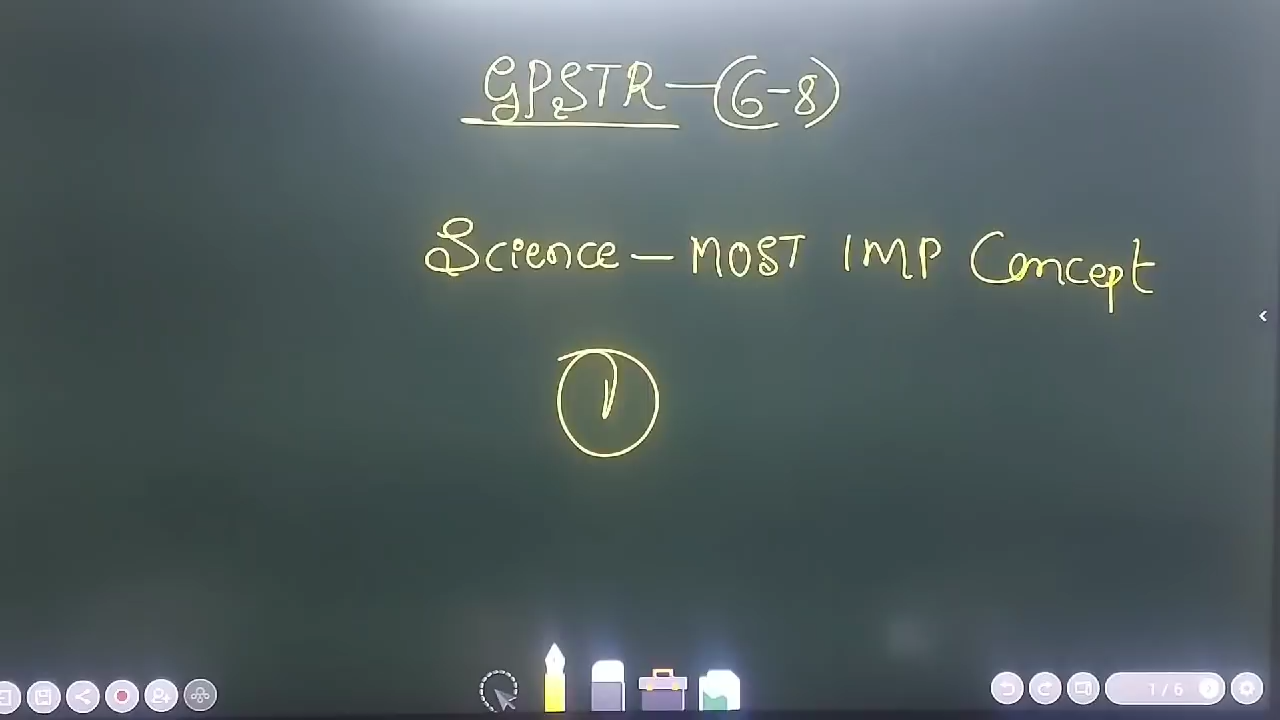 GPSTR - (6-8)
Science - MOST IMP Concept
1
1/6